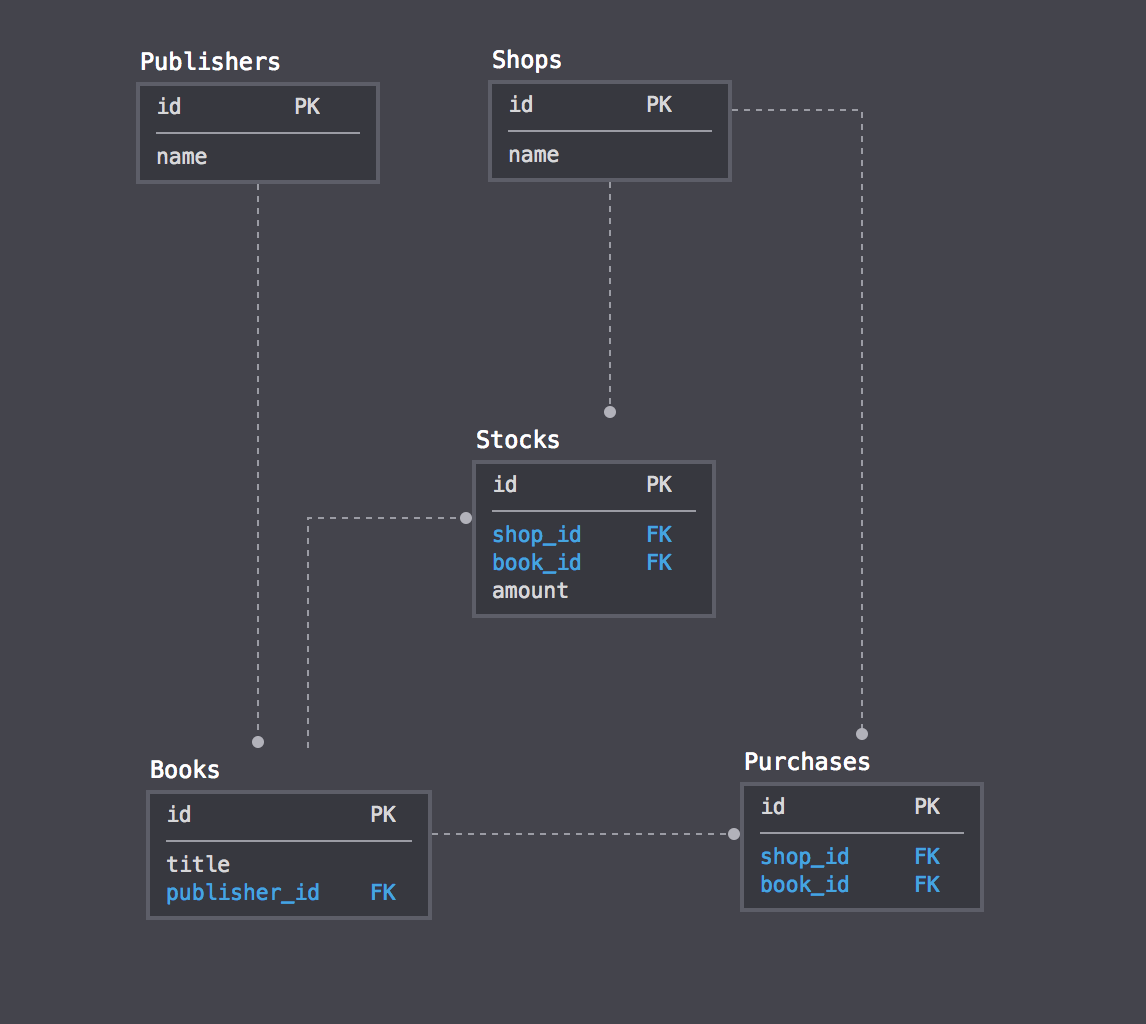 Publishers
id PK
name
Shops
id PK
name
Stocks
id PK
shop_id FK
book_id FK
amount
Books
id PK
title
publisher_id FK
Purchases
id PK
shop_id FK
book_id FK